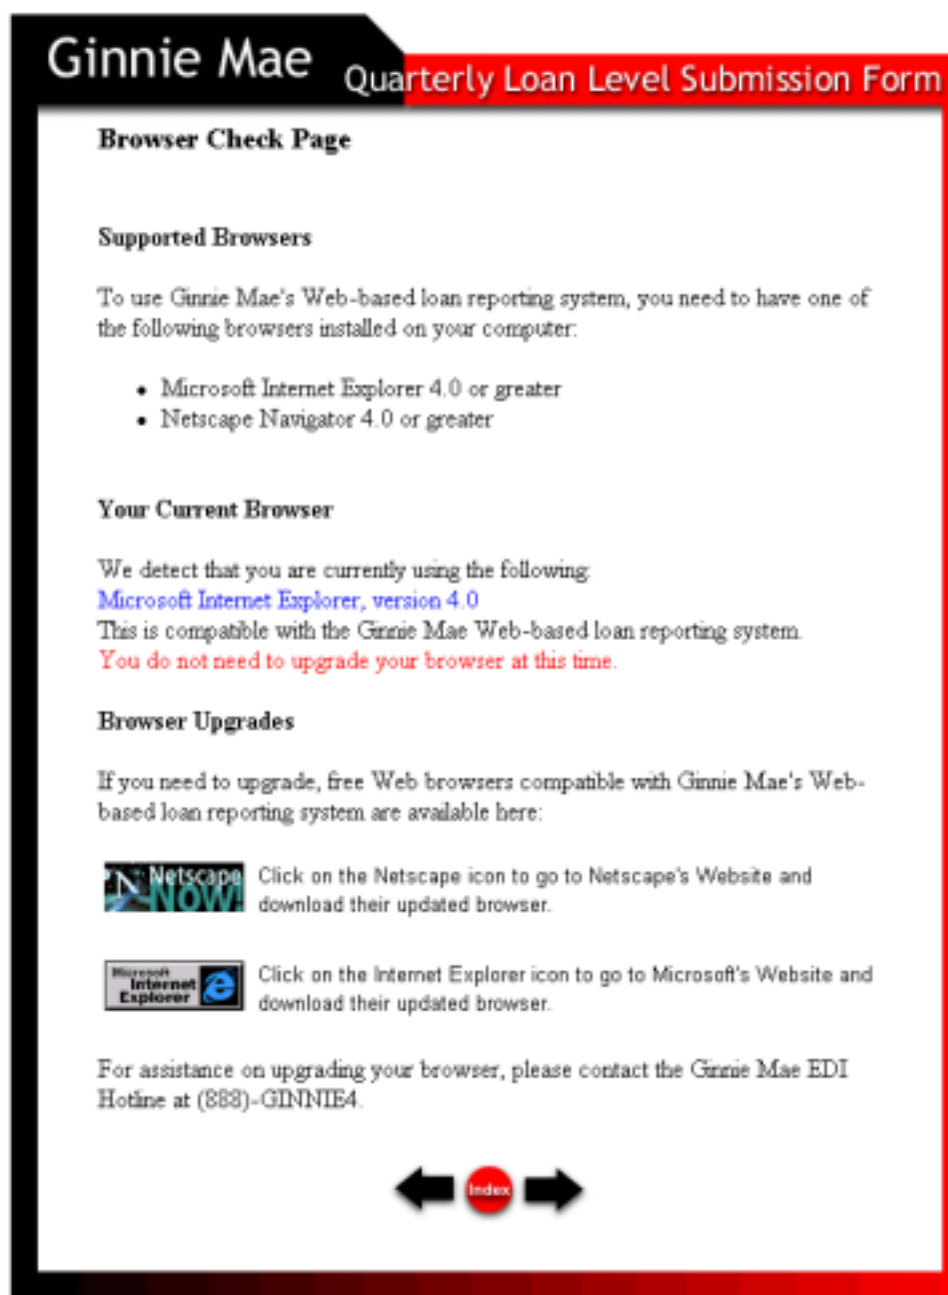 Ginnie Mae
Quarterly Loan Level Submission Form
Browser Check Page
Supported Browsers
To use Ginnie Mae's Web-based loan reporting system, you need to have one of
the following browsers installed on your computer:
• Microsoft Internet Explorer 4.0 or greater
• Netscape Navigator 4.0 or greater
Your Current Browser
We detect that you are currently using the following:
Microsoft Internet Explorer, version 4.0
This is compatible with the Ginnie Mae Web-based loan reporting system.
You do not need to upgrade your browser at this time.
Browser Upgrades
If you need to upgrade, free Web browsers compatible with Ginnie Mae's Web-
based loan reporting system are available here:
N Netscape
NOW!
Click on the Netscape icon to go to Netscape's Website and
download their updated browser.
Microsoft
Internet
Explorer
Click on the Internet Explorer icon to go to Microsoft's Website and
download their updated browser.
For assistance on upgrading your browser, please contact the Ginnie Mae EDI
Hotline at (888)-GINNIE4.
Index